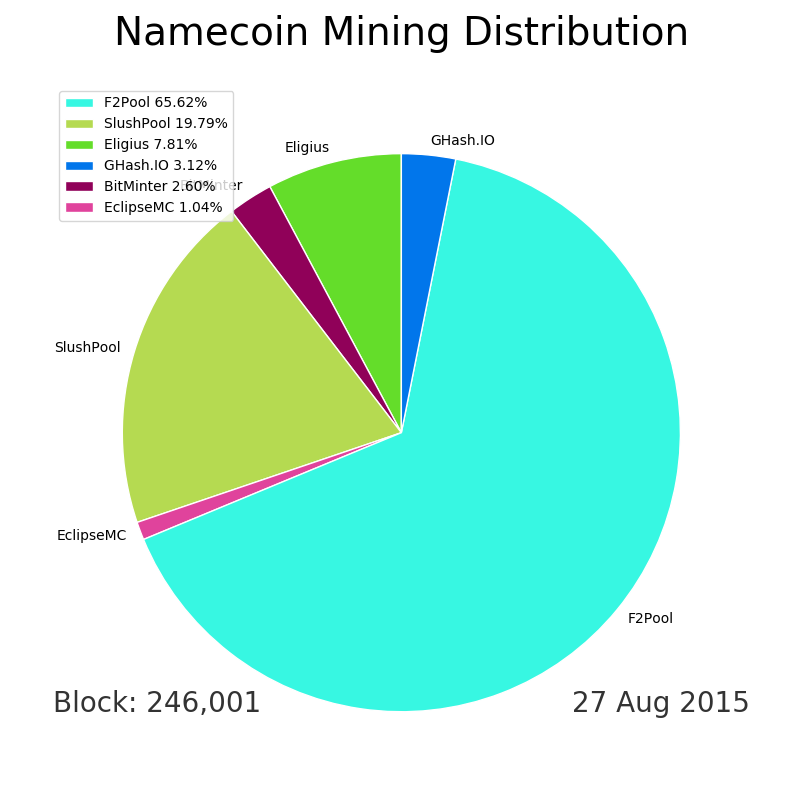 Namecoin Mining Distribution
F2Pool 65.62%
SlushPool 19.79%
Eligius 7.81%
GHash.IO 3.12%
BitMinter 2.60%
EclipseMC 1.04%
GHash.IO
Eligius
BitMinter
SlushPool
EclipseMC
F2Pool
Block: 246,001
27 Aug 2015